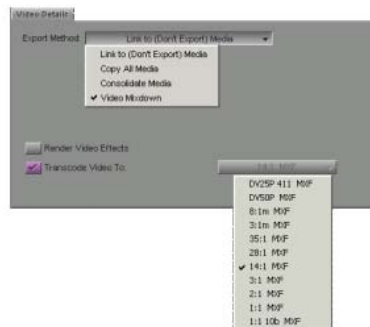 Video Details
Export Method: Link to (Don't Export) Media
Link to (Don't Export) Media
Copy All Media
Consolidate Media
Video Mixdown
Render Video Effects
Transcode Video To:
14:1 MXF
DV25P 411 MXF
DV50P MXF
8:1m MXF
3:1m MXF
35:1 MXF
28:1 MXF
14:1 MXF
3:1 MXF
2:1 MXF
1:1 MXF
1:1 10b MXF